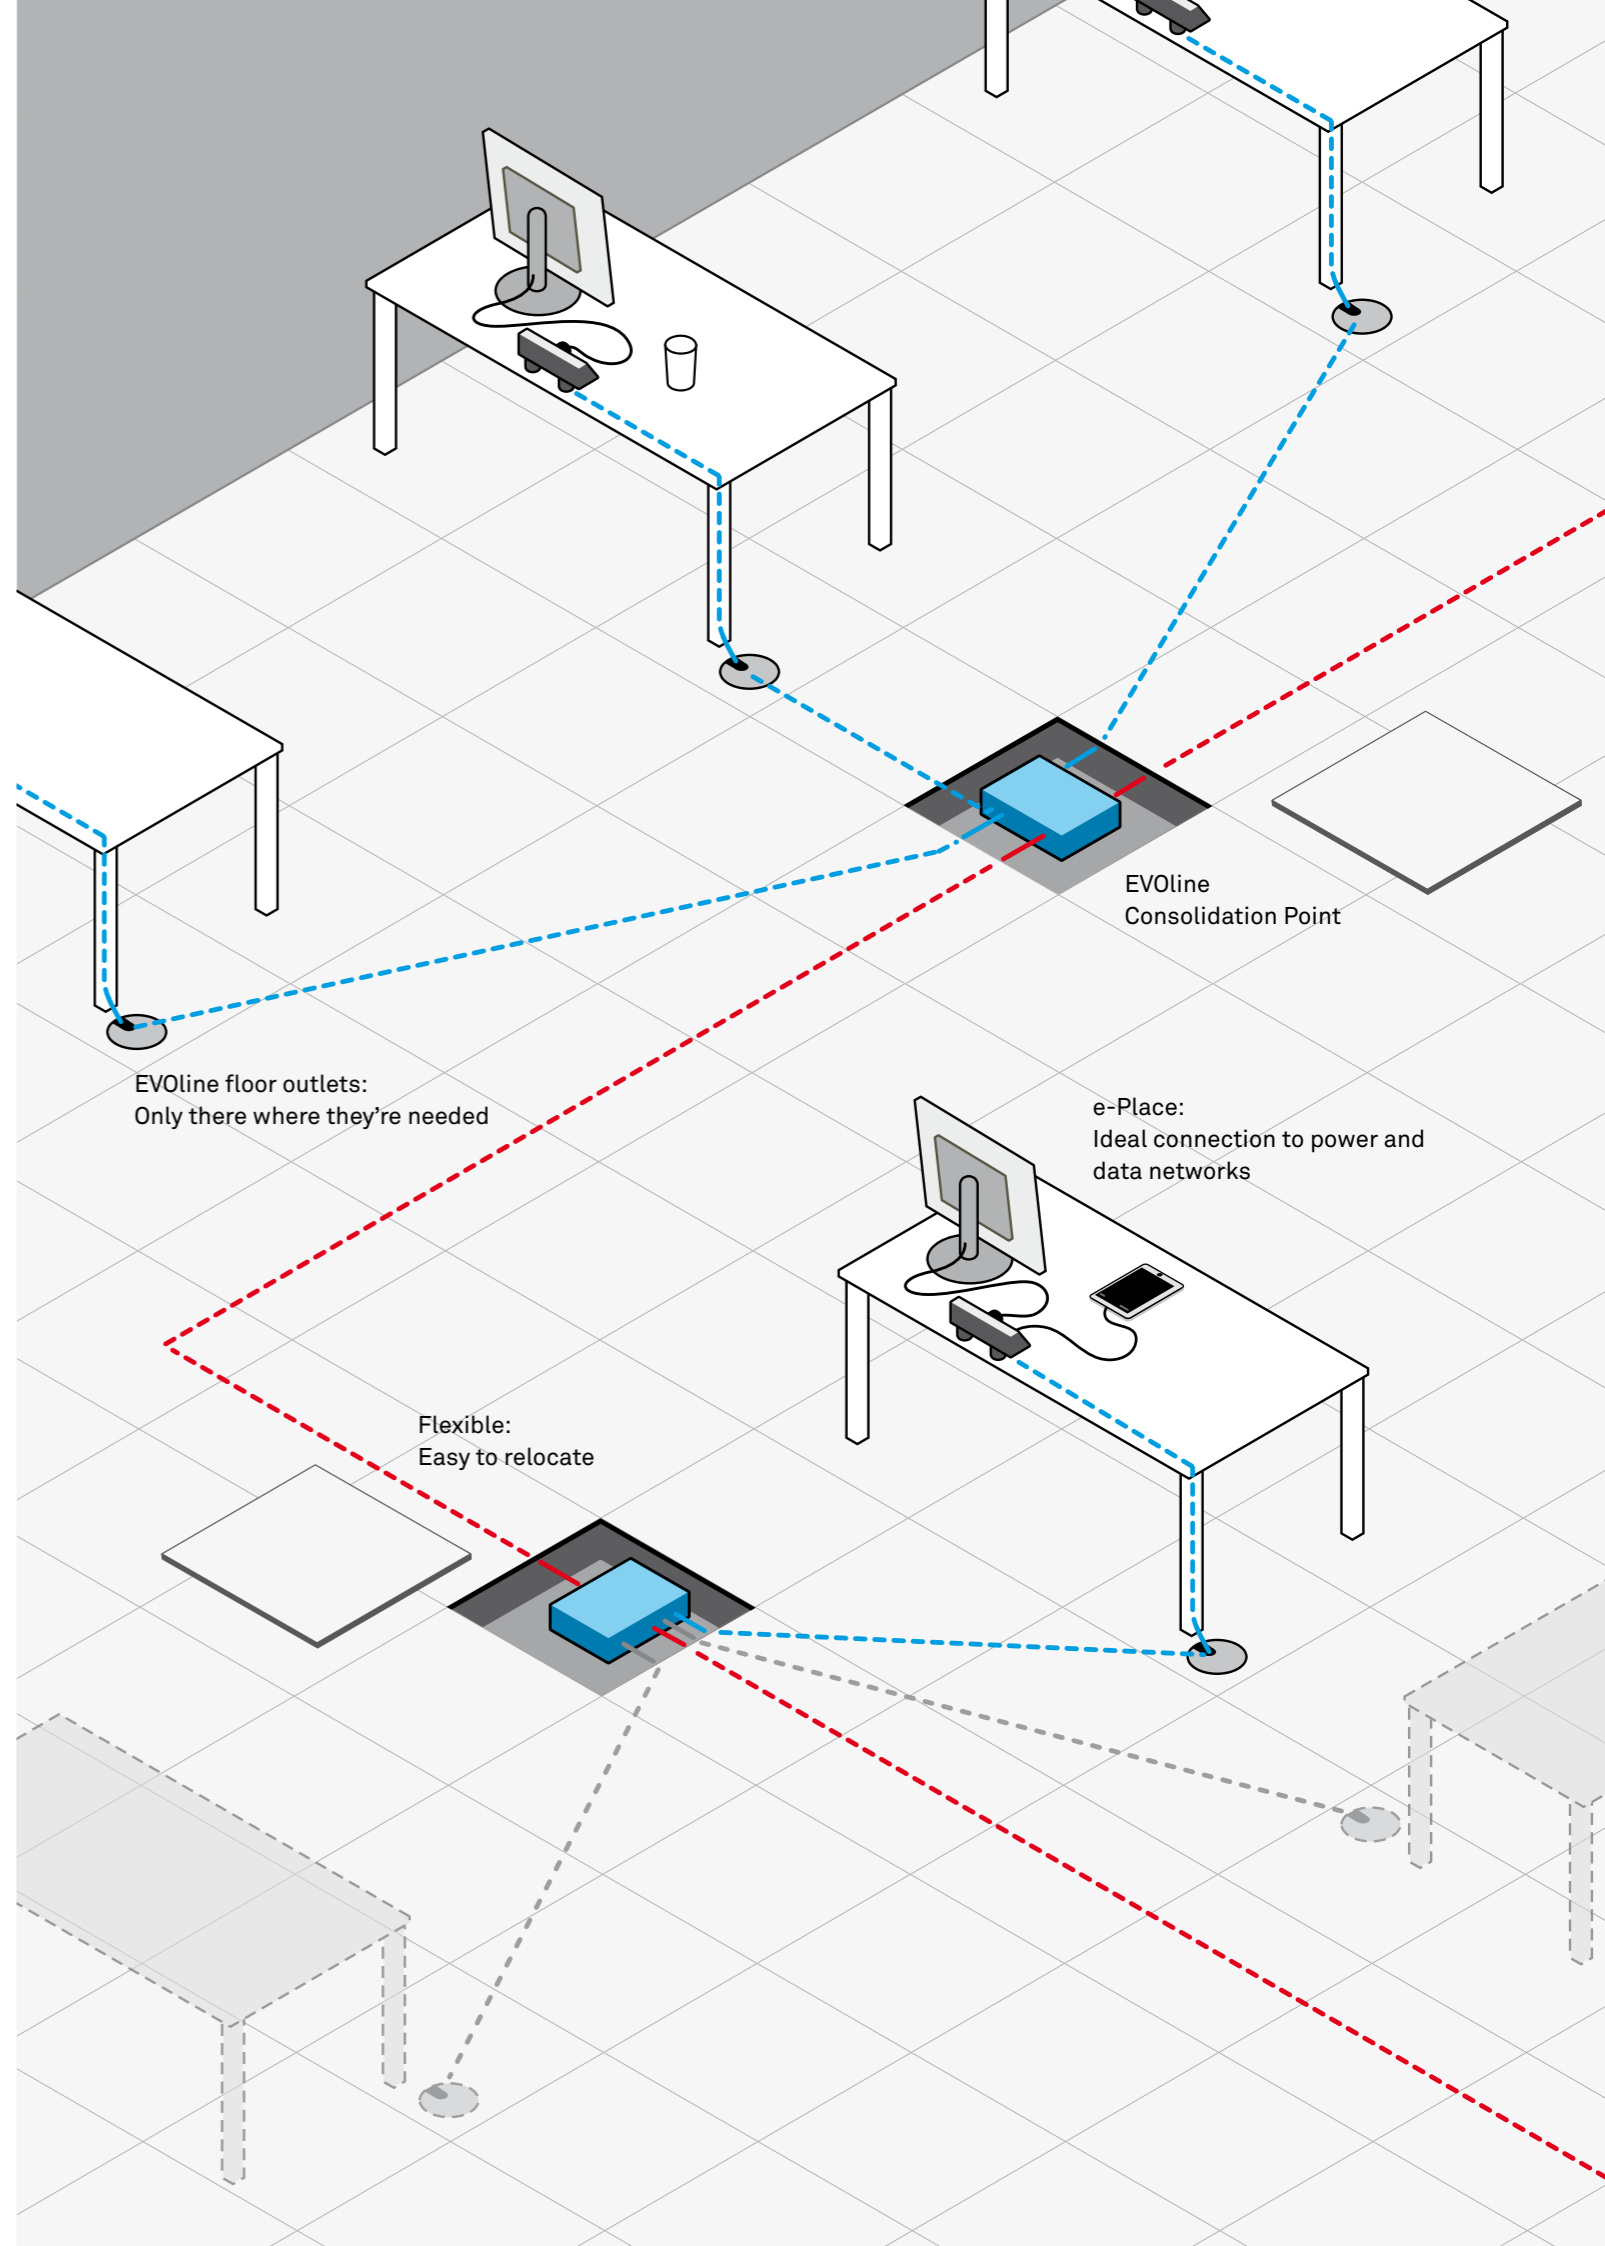 EVOline
Consolidation Point
EVOline floor outlets:
Only there where they're needed
e-Place:
Ideal connection to power and
data networks
Flexible:
Easy to relocate